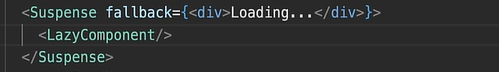 <Suspense fallback={<div>Loading...</div>}>
<LazyComponent/>
</Suspense>